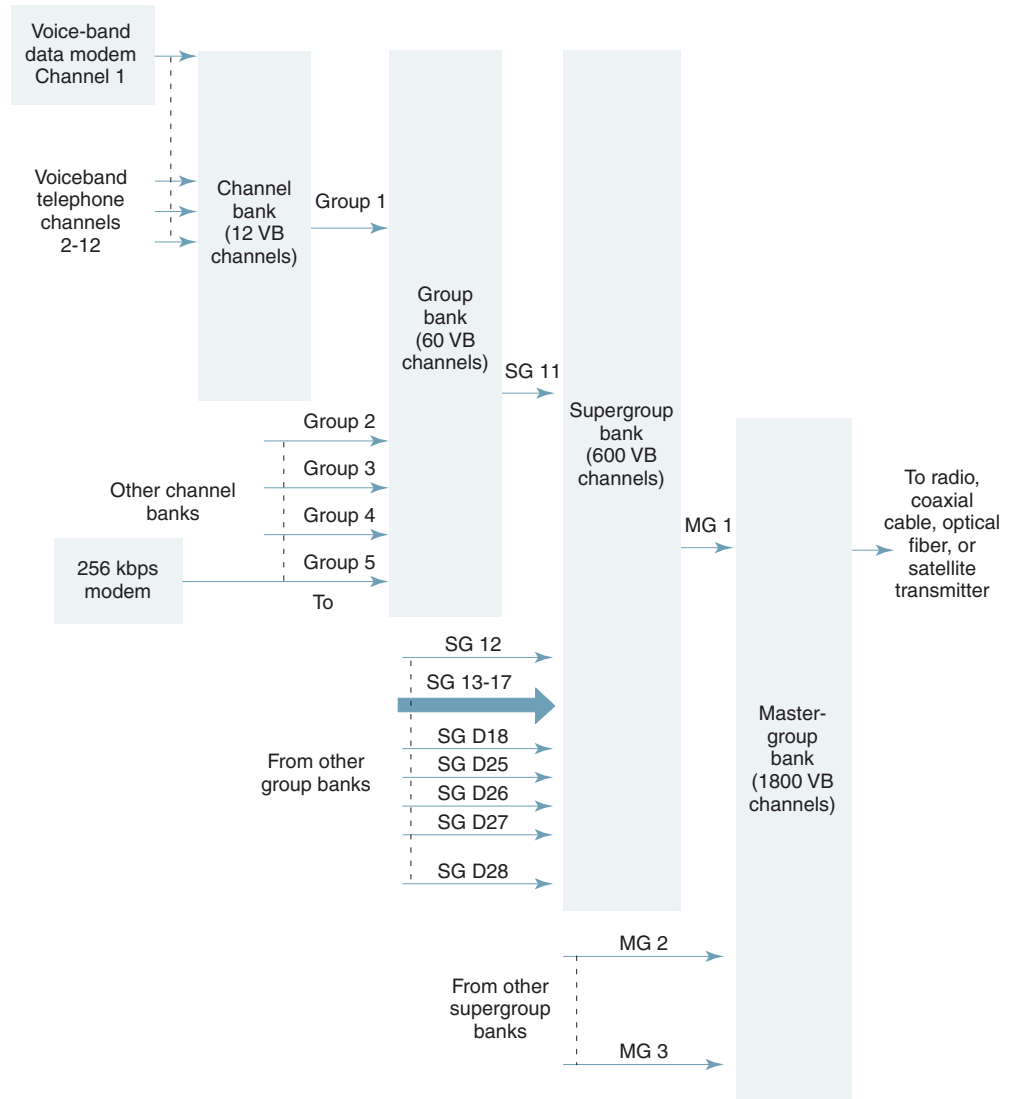 Voice-band
data modem
Channel 1
Voiceband
telephone
channels
2-12
Channel
bank
(12 VB
channels)
Group 1
Group
bank
(60 VB
channels)
SG 11
Group 2
Group 3
Group 4
Group 5
To
Other channel
banks
256 kbps
modem
Supergroup
bank
(600 VB
channels)
MG 1
To radio,
coaxial
cable, optical
fiber, or
satellite
transmitter
SG 12
SG 13-17
SG D18
SG D25
SG D26
SG D27
SG D28
From other
group banks
Master-
group
bank
(1800 VB
channels)
MG 2
From other
supergroup
banks
MG 3